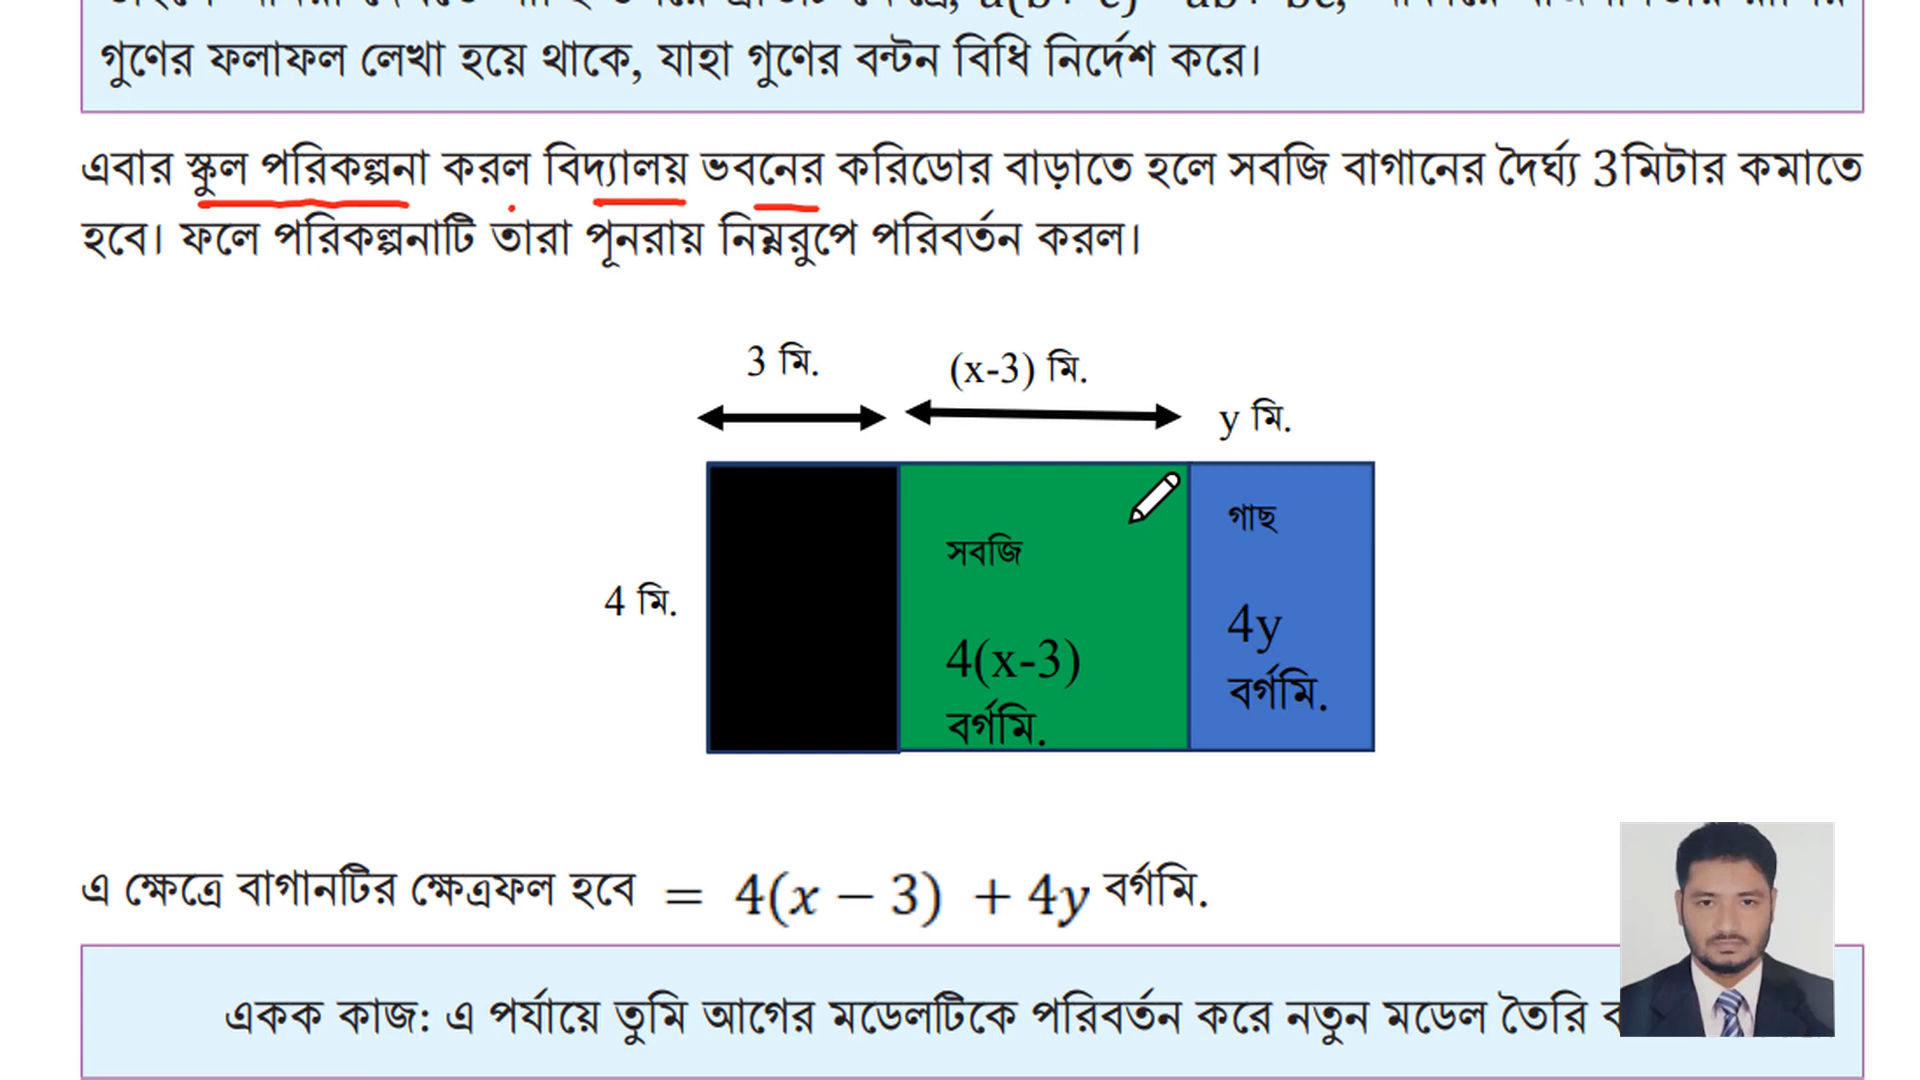 গুণের ফলাফল লেখা হয়ে থাকে, যাহা গুণের বন্টন বিধি নির্দেশ করে।
এবার স্কুল পরিকল্পনা করল বিদ্যালয় ভবনের করিডোর বাড়াতে হলে সবজি বাগানের দৈর্ঘ্য 3মিটার কমাতে
হবে। ফলে পরিকল্পনাটি তাঁরা পূনরায় নিম্নরুপে পরিবর্তন করল।
3 মি.
(x-3) মি.
y মি.
4 মি.
সবজি
4(x-3)
বর্গমি.
গাছ
4y
বর্গমি.
এ ক্ষেত্রে বাগানটির ক্ষেত্রফল হবে = 4(x − 3) + 4y বর্গমি.
একক কাজ: এ পর্যায়ে তুমি আগের মডেলটিকে পরিবর্তন করে নতুন মডেল তৈরি